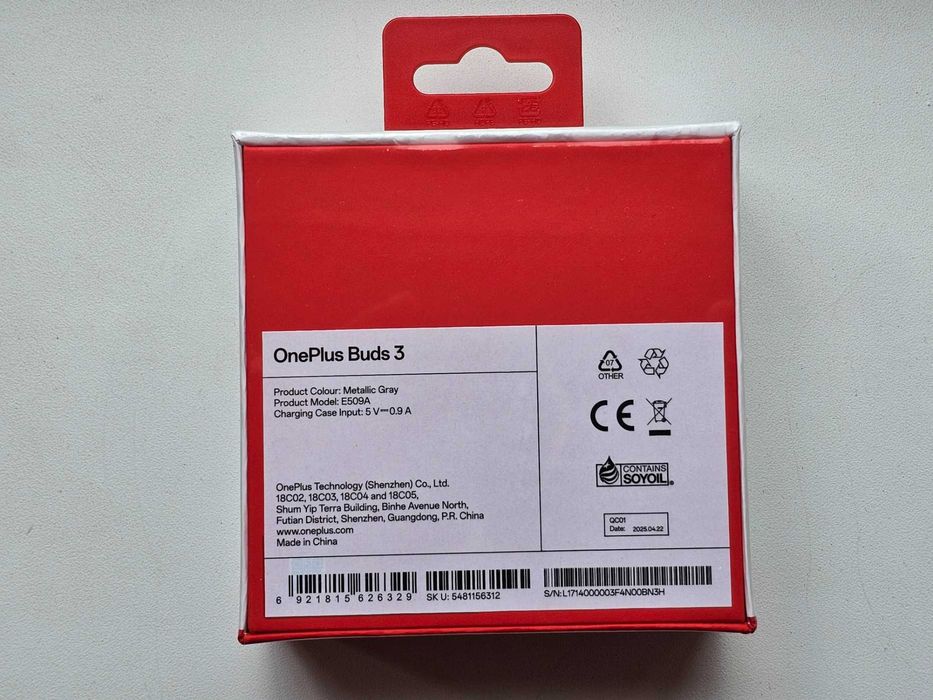 OnePlus Buds 3
Product Colour: Metallic Gray
Product Model: E509A
Charging Case Input: 5 V⎓0.9 A
OnePlus Technology (Shenzhen) Co., Ltd.
18C02, 18C03, 18C04 and 18C05,
Shum Yip Terra Building, Binhe Avenue North,
Futian District, Shenzhen, Guangdong, P.R. China
www.oneplus.com
Made in China
07
OTHER
CE
CONTAINS
SOYOIL®
QC01
Date: 2025.04.22
6 921815 626329
SKU: 5481156312
S/N:L1714000003F4N00BN3H